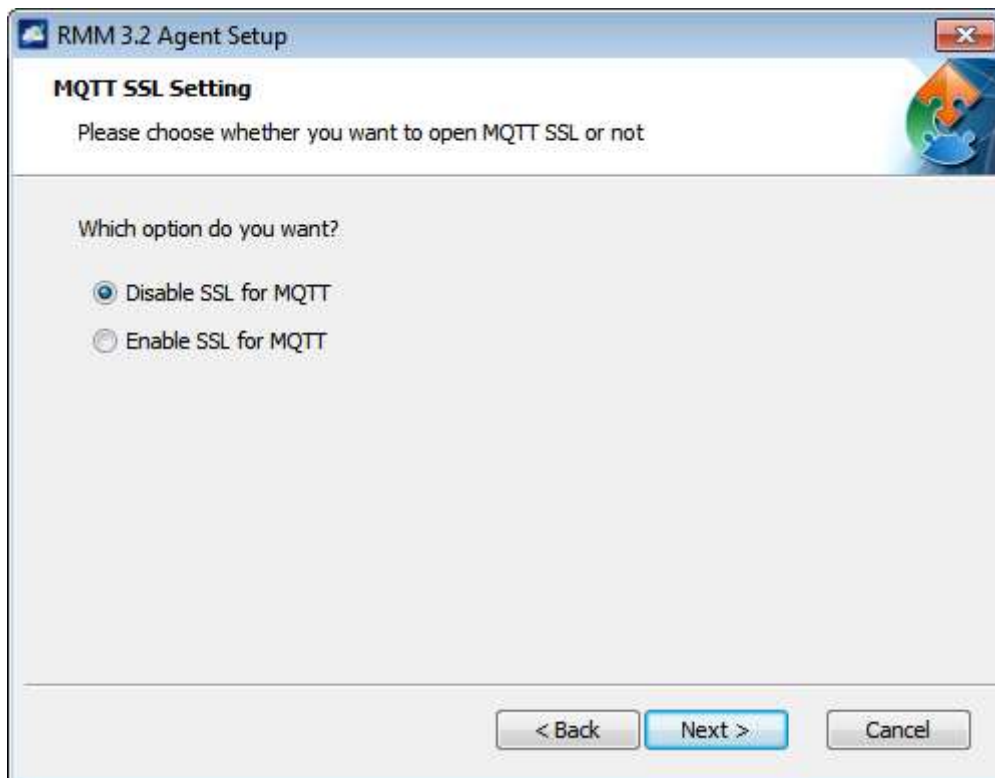 RMM 3.2 Agent Setup
MQTT SSL Setting
Please choose whether you want to open MQTT SSL or not
Which option do you want?
Disable SSL for MQTT
Enable SSL for MQTT
< Back Next > Cancel